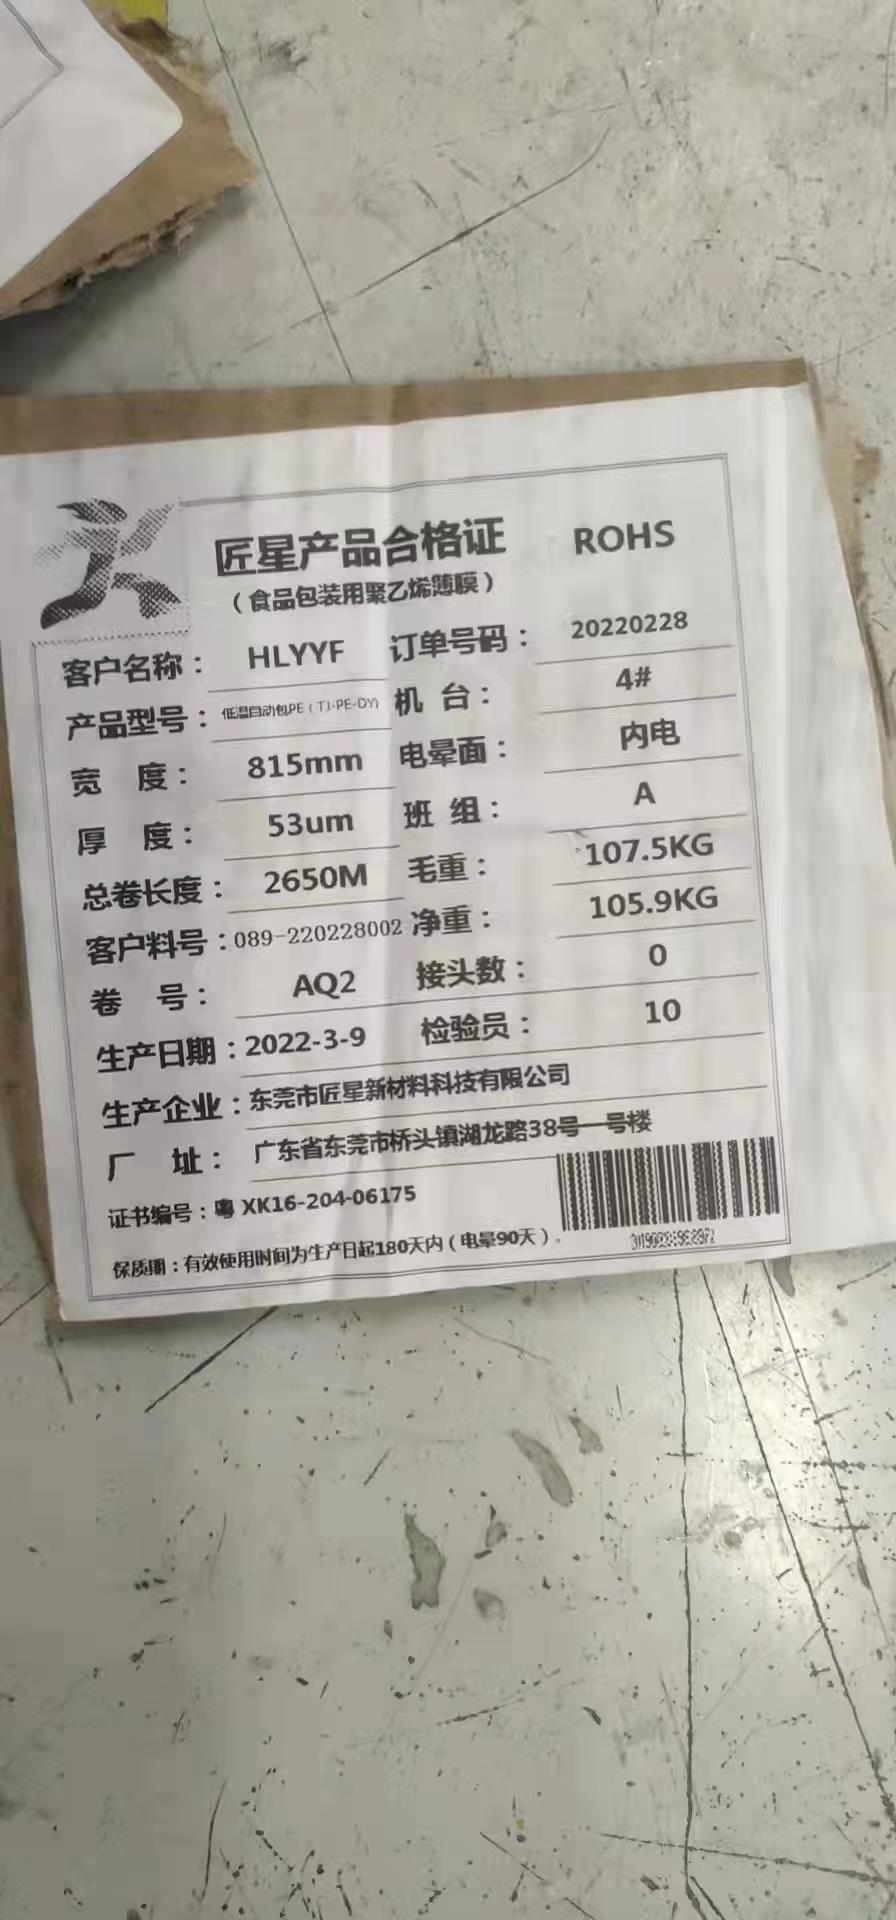 匠星产品合格证 ROHS
（食品包装用聚乙烯薄膜）
客户名称： HLYYF 订单号码： 20220228
产品型号： 低温自动包PE（TJ-PE-DY) 机 台： 4#
宽 度： 815mm 电晕面： 内电
厚 度： 53um 班 组： A
总卷长度： 2650M 毛重： 107.5KG
客户料号：089-220228002 净重： 105.9KG
卷 号： AQ2 接头数： 0
生产日期：2022-3-9 检验员： 10
生产企业：东莞市匠星新材料科技有限公司
厂 址： 广东省东莞市桥头镇湖龙路38号一号楼
证书编号：粤 XK16-204-06175
保质期：有效使用时间为生产日起180天内（电晕90天）。